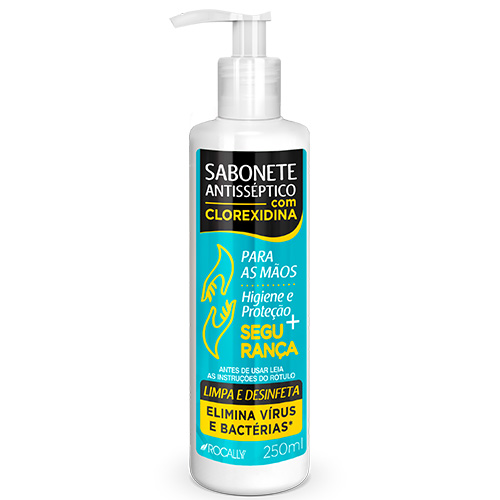 SABONETE
ANTISSÉPTICO
com
CLOREXIDINA
PARA
AS MÃOS
Higiene e
Proteção
+
SEGU
RANÇA
ANTES DE USAR LEIA
AS INSTRUÇÕES DO RÓTULO
LIMPA E DESINFETA
ELIMINA VÍRUS
E BACTÉRIAS*
ROCALLY
250ml